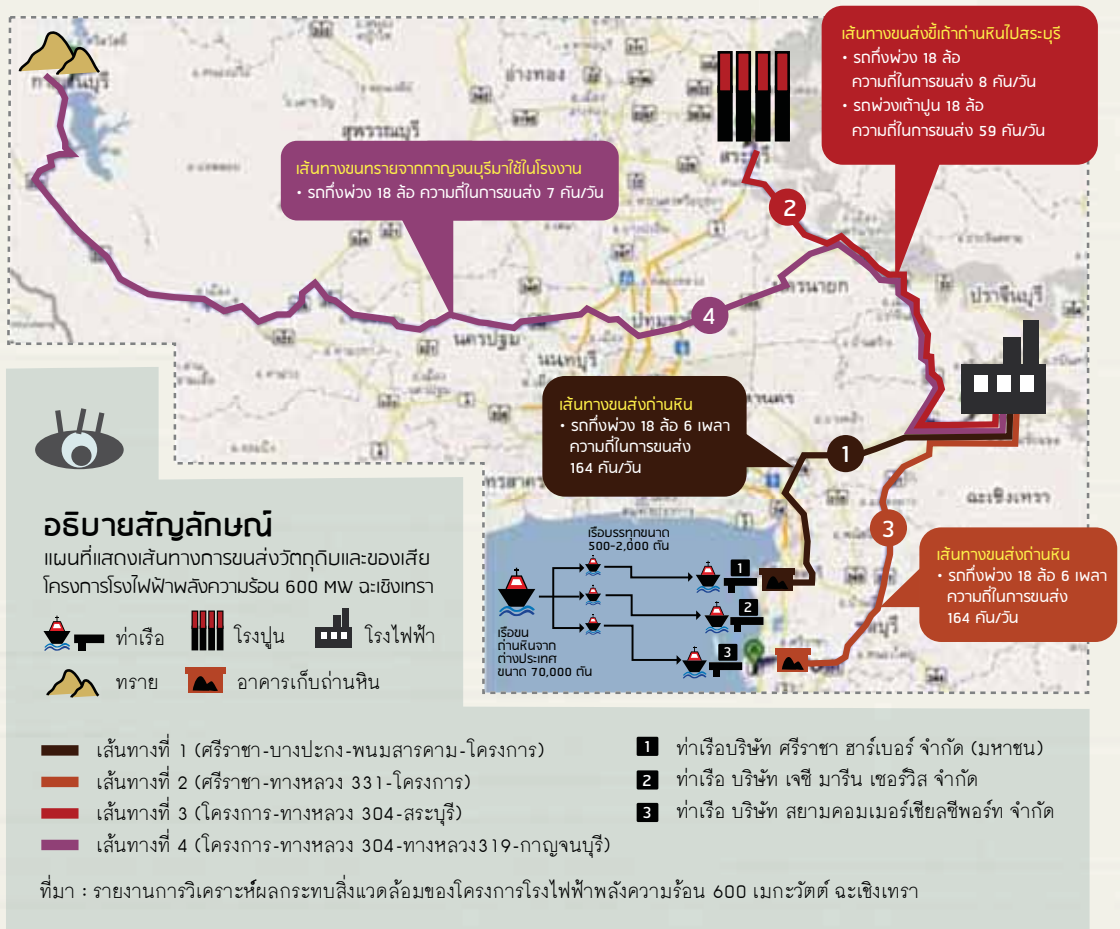 เส้นทางขนส่งขี้เถ้าถ่านหินไปสระบุรี
• รถกึ่งพ่วง 18 ล้อ
ความถี่ในการขนส่ง 8 คัน/วัน
• รถพ่วงเต้าปูน 18 ล้อ
ความถี่ในการขนส่ง 59 คัน/วัน
อ่างทอง
สุพรรณบุรี
สระบุรี
เส้นทางขนทรายจากกาญจนบุรีมาใช้ในโรงงาน
• รถกึ่งพ่วง 18 ล้อ ความถี่ในการขนส่ง 7 คัน/วัน
2
ปราจีนบุรี
4
นครปฐม
นนทบุรี
เส้นทางขนส่งถ่านหิน
• รถกึ่งพ่วง 18 ล้อ 6 เพลา
ความถี่ในการขนส่ง
164 คัน/วัน
1
ฉะเชิงเทรา
3
เส้นทางขนส่งถ่านหิน
• รถกึ่งพ่วง 18 ล้อ 6 เพลา
ความถี่ในการขนส่ง
164 คัน/วัน
เรือบรรทุกขนาด
500-2,000 ตัน
1
2
3
เรือขน
ถ่านหินจาก
ต่างประเทศ
ขนาด 70,000 ตัน
อธิบายสัญลักษณ์
แผนที่แสดงเส้นทางการขนส่งวัตถุดิบและของเสีย
โครงการโรงไฟฟ้าพลังความร้อน 600 MW ฉะเชิงเทรา
ท่าเรือ โรงปูน โรงไฟฟ้า
ทราย อาคารเก็บถ่านหิน
เส้นทางที่ 1 (ศรีราชา-บางปะกง-พนมสารคาม-โครงการ)
เส้นทางที่ 2 (ศรีราชา-ทางหลวง 331-โครงการ)
เส้นทางที่ 3 (โครงการ-ทางหลวง 304-สระบุรี)
เส้นทางที่ 4 (โครงการ-ทางหลวง 304-ทางหลวง319-กาญจนบุรี)
1 ท่าเรือบริษัท ศรีราชา ฮาร์เบอร์ จำกัด (มหาชน)
2 ท่าเรือ บริษัท เจซี มารีน เซอร์วิส จำกัด
3 ท่าเรือ บริษัท สยามคอมเมอร์เชียลซีพอร์ท จำกัด
ที่มา : รายงานการวิเคราะห์ผลกระทบสิ่งแวดล้อมของโครงการโรงไฟฟ้าพลังความร้อน 600 เมกะวัตต์ ฉะเชิงเทรา